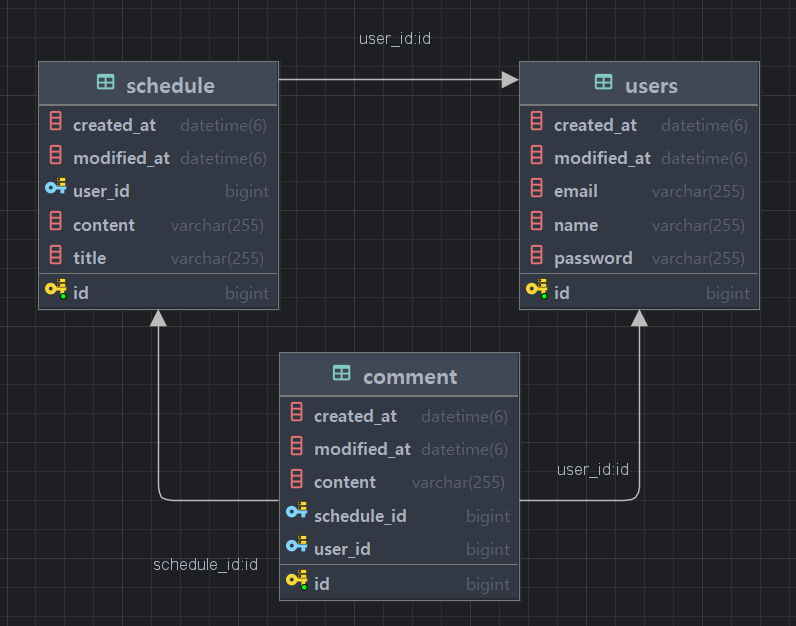 user_id:id
schedule
created_at datetime(6)
modified_at datetime(6)
user_id bigint
content varchar(255)
title varchar(255)
id bigint
users
created_at datetime(6)
modified_at datetime(6)
email varchar(255)
name varchar(255)
password varchar(255)
id bigint
comment
created_at datetime(6)
modified_at datetime(6)
content varchar(255)
schedule_id bigint
user_id bigint
id bigint
user_id:id
schedule_id:id